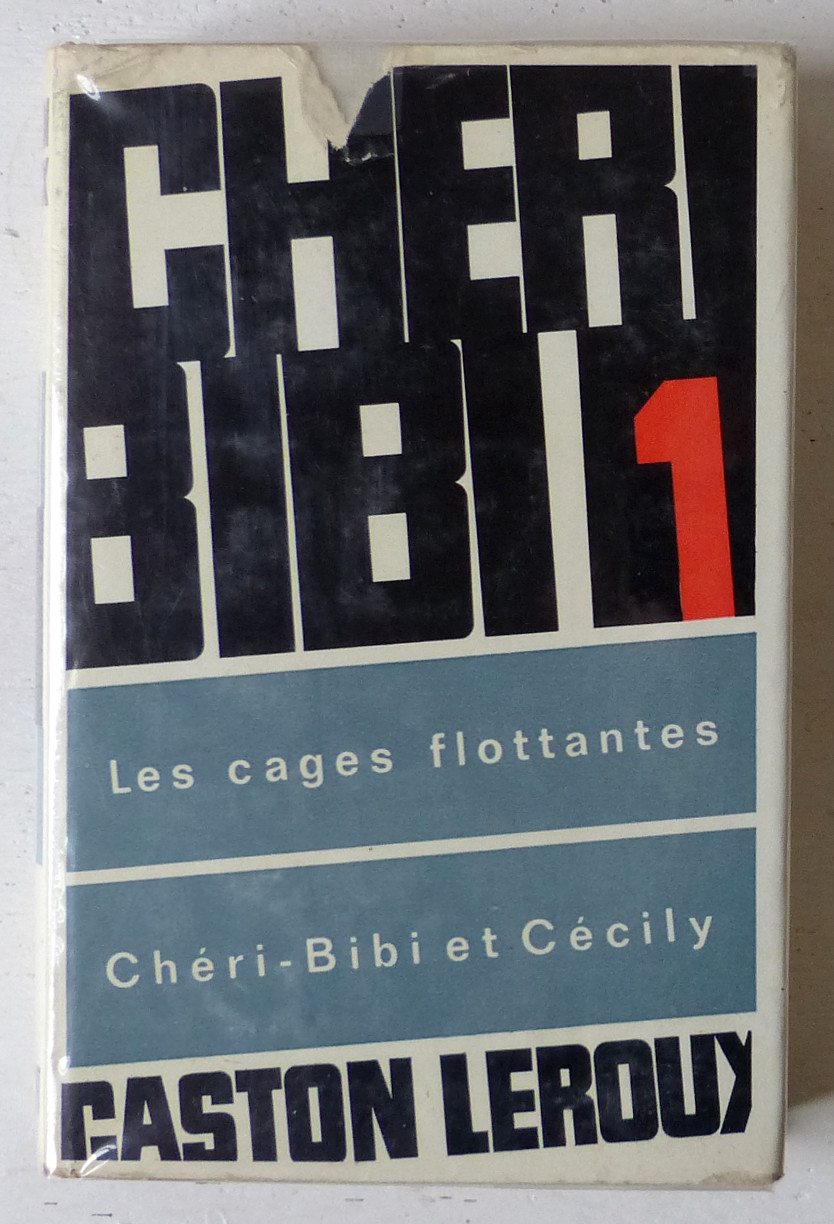 CHERI
BIBI 1
Les cages flottantes
Chéri-Bibi et Cécily
GASTON LEROUX